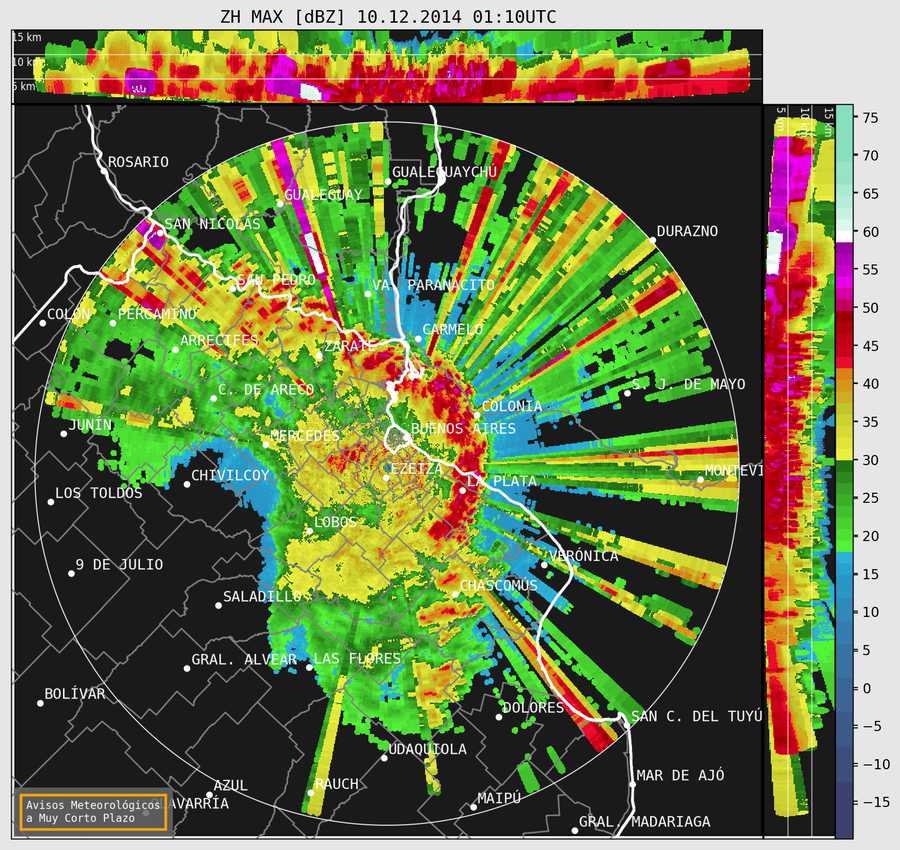 ZH MAX [dBZ] 10.12.2014 01:10UTC
15 km
10 km
5 km
5 km
10 km
15 km
ROSARIO
GUALEGUAYCHÚ
GUALEGUAY
SAN NICOLÁS
DURAZNO
SAN PEDRO
VA. PARANACITO
COLÓN
PERGAMINO
CARMELO
ARRECIFES
ZÁRATE
C. DE ARECO
S. J. DE MAYO
COLONIA
JUNÍN
MERCEDES
BUENOS AIRES
CHIVILCOY
EZEIZA
MONTEVI
LOS TOLDOS
LA PLATA
LOBOS
9 DE JULIO
VERÓNICA
SALADILLO
CHASCOMÚS
GRAL. ALVEAR
LAS FLORES
BOLÍVAR
DOLORES
SAN C. DEL TUYÚ
UDAQUIOLA
AZUL
RAUCH
MAR DE AJÓ
MAIPÚ
AVARRÍA
GRAL. MADARIAGA
Avisos Meteorológicos
a Muy Corto Plazo
75
70
65
60
55
50
45
40
35
30
25
20
15
10
5
0
−5
−10
−15